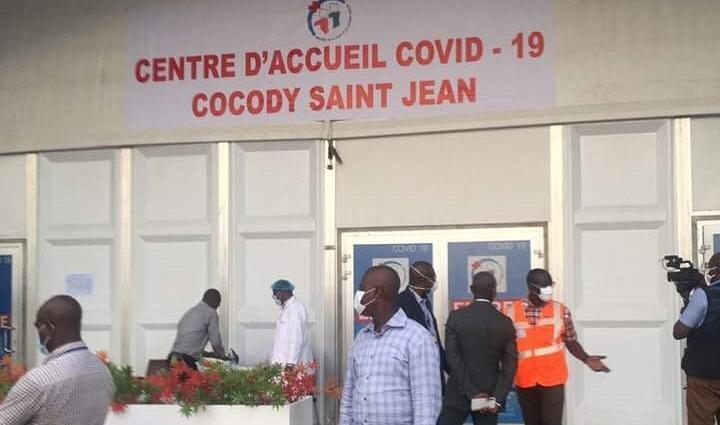 CENTRE D'ACCUEIL COVID - 19
COCODY SAINT JEAN
COVID 19
COVID 19